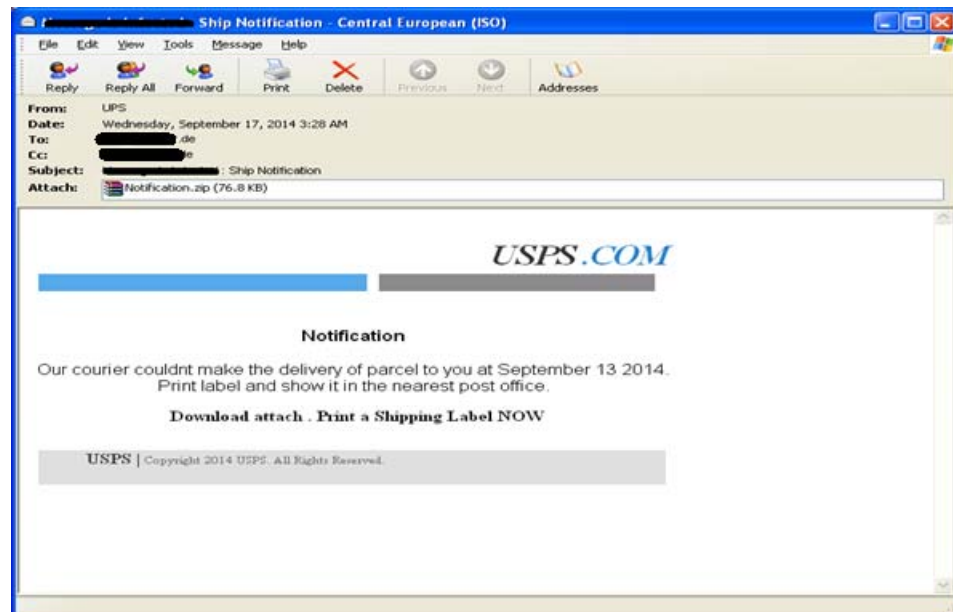 Ship Notification - Central European (ISO)
File Edit View Tools Message Help
Reply Reply All Forward Print Delete Previous Next Addresses
From: UPS
Date: Wednesday, September 17, 2014 3:28 AM
To: .de
Cc:
Subject: : Ship Notification
Attach: Notification.zip (76.8 KB)
USPS.COM
Notification
Our courier couldnt make the delivery of parcel to you at September 13 2014.
Print label and show it in the nearest post office.
Download attach . Print a Shipping Label NOW
USPS | Copyright 2014 USPS. All Rights Reserved.